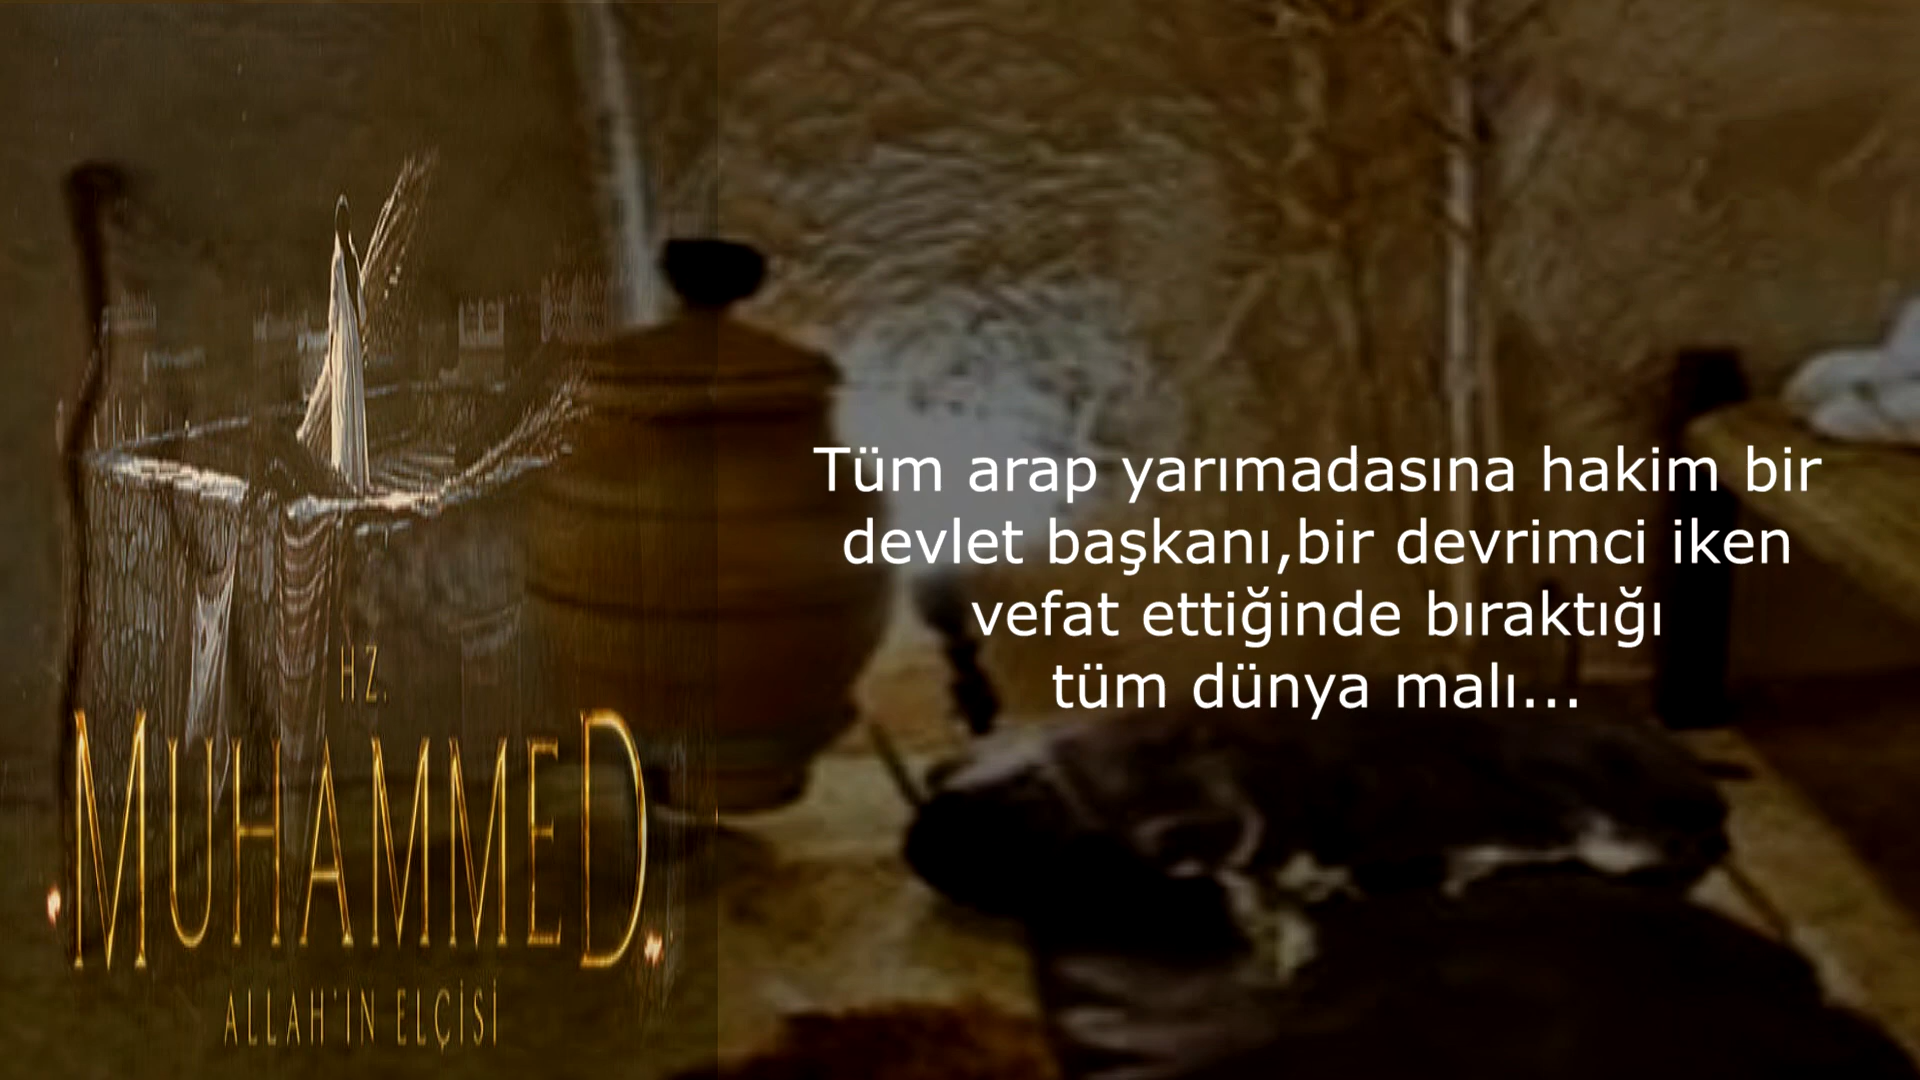 HZ.
MUHAMMED
ALLAH'IN ELÇİSİ
Tüm arap yarımadasına hakim bir
devlet başkanı,bir devrimci iken
vefat ettiğinde bıraktığı
tüm dünya malı...